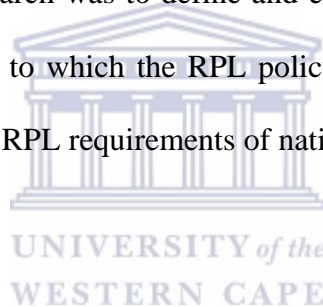 arch was to define and e
to which the RPL polic
RPL requirements of nati
UNIVERSITY of the
WESTERN CAPE